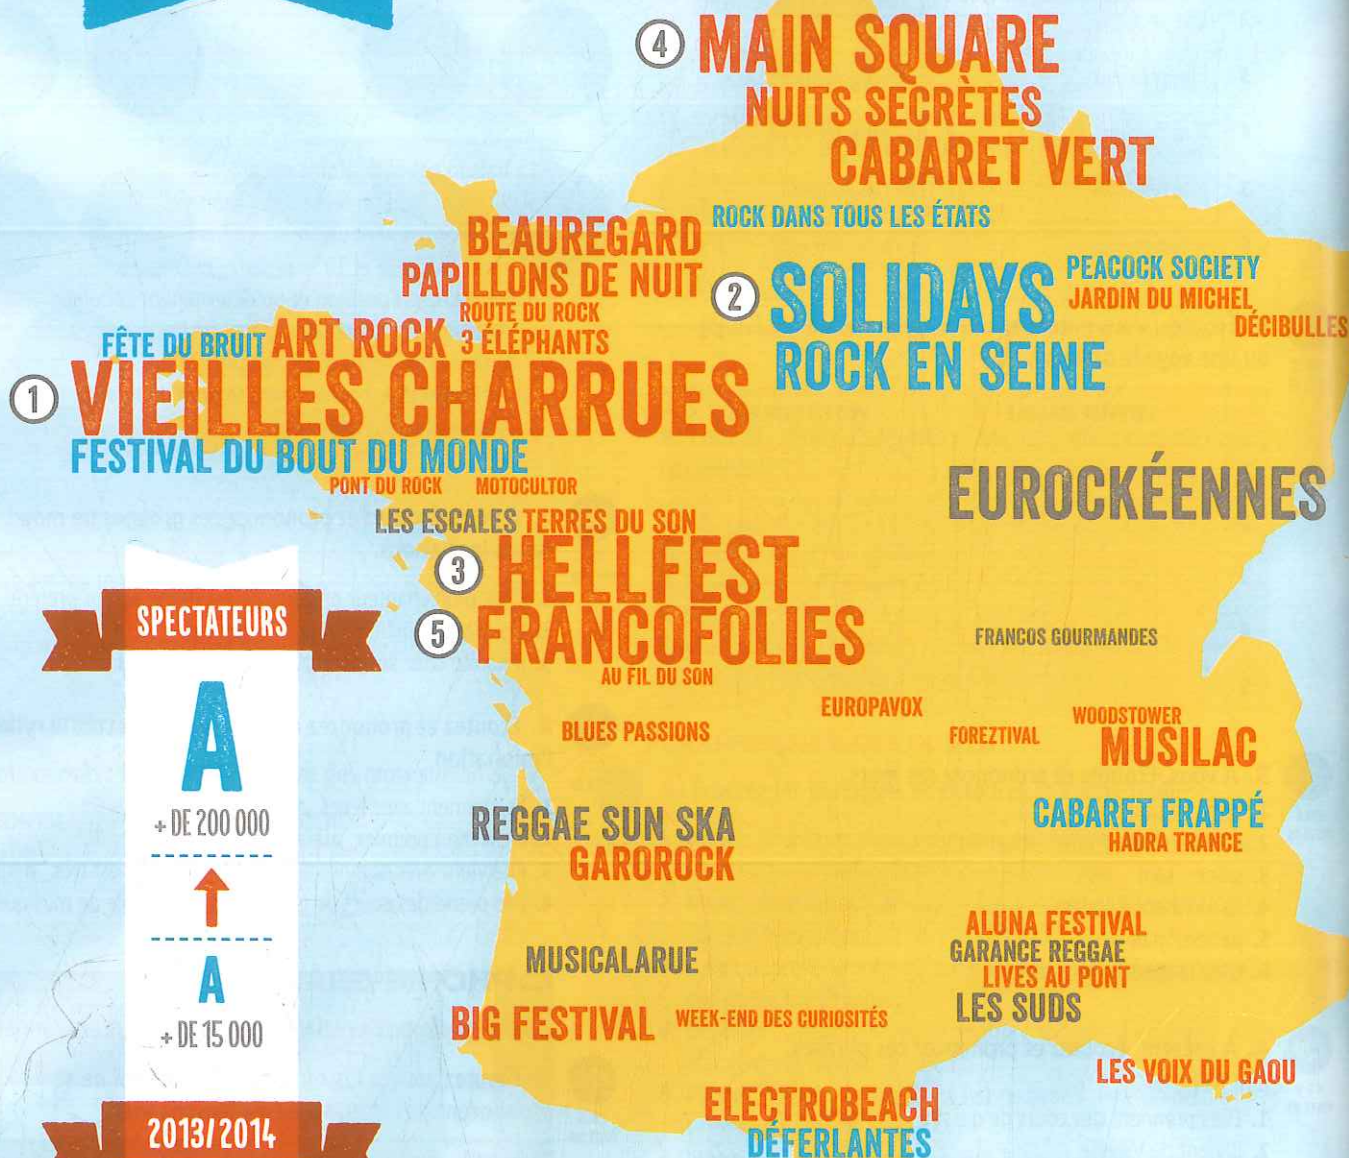 ④ MAIN SQUARE
NUITS SECRÈTES
CABARET VERT
ROCK DANS TOUS LES ÉTATS
BEAUREGARD
PAPILLONS DE NUIT
ROUTE DU ROCK
3 ÉLÉPHANTS
② SOLIDAYS
ROCK EN SEINE
PEACOCK SOCIETY
JARDIN DU MICHEL
DÉCIBULLES
FÊTE DU BRUIT
ART ROCK
① VIEILLES CHARRUES
FESTIVAL DU BOUT DU MONDE
PONT DU ROCK
MOTOCULTOR
EUROCKÉENNES
LES ESCALES
TERRES DU SON
③ HELLFEST
⑤ FRANCOFOLIES
AU FIL DU SON
FRANCOS GOURMANDES
BLUES PASSIONS
EUROPAVOX
FOREZTIVAL
WOODSTOWER
MUSILAC
REGGAE SUN SKA
GAROROCK
CABARET FRAPPÉ
HADRA TRANCE
MUSICALARUE
ALUNA FESTIVAL
GARANCE REGGAE
LIVES AU PONT
LES SUDS
BIG FESTIVAL
WEEK-END DES CURIOSITÉS
LES VOIX DU GAOU
ELECTROBEACH
DÉFERLANTES
SPECTATEURS
A
+ DE 200 000
A
+ DE 15 000
2013/2014